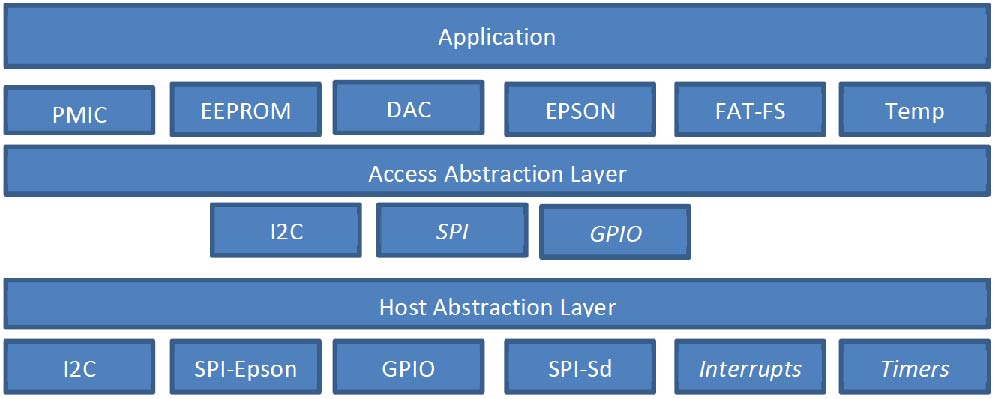 Application
PMIC
EEPROM
DAC
EPSON
FAT-FS
Temp
Access Abstraction Layer
I2C
SPI
GPIO
Host Abstraction Layer
I2C
SPI-Epson
GPIO
SPI-Sd
Interrupts
Timers